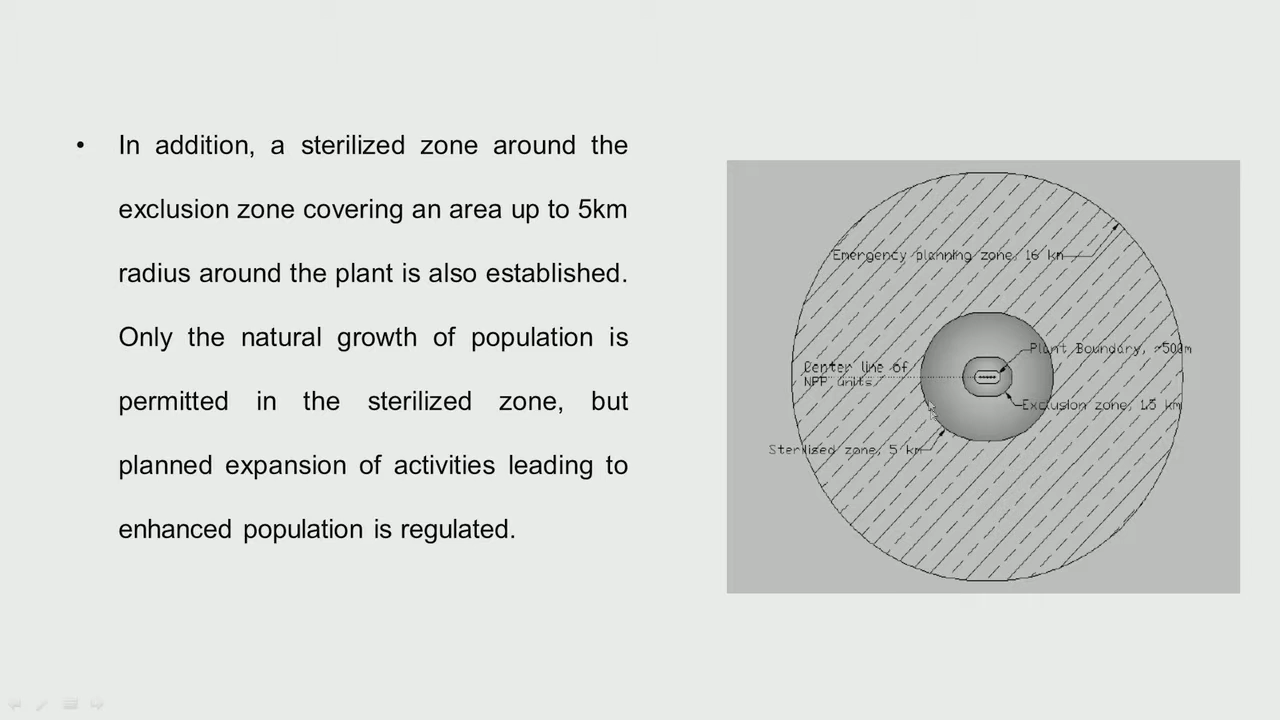 • In addition, a sterilized zone around the
exclusion zone covering an area up to 5km
radius around the plant is also established.
Only the natural growth of population is
permitted in the sterilized zone, but
planned expansion of activities leading to
enhanced population is regulated.
Emergency planning zone, 16 km
Plant Boundary, ~500m
Center line of
NPP units
Exclusion zone, 1.5 km
Sterilised zone, 5 km